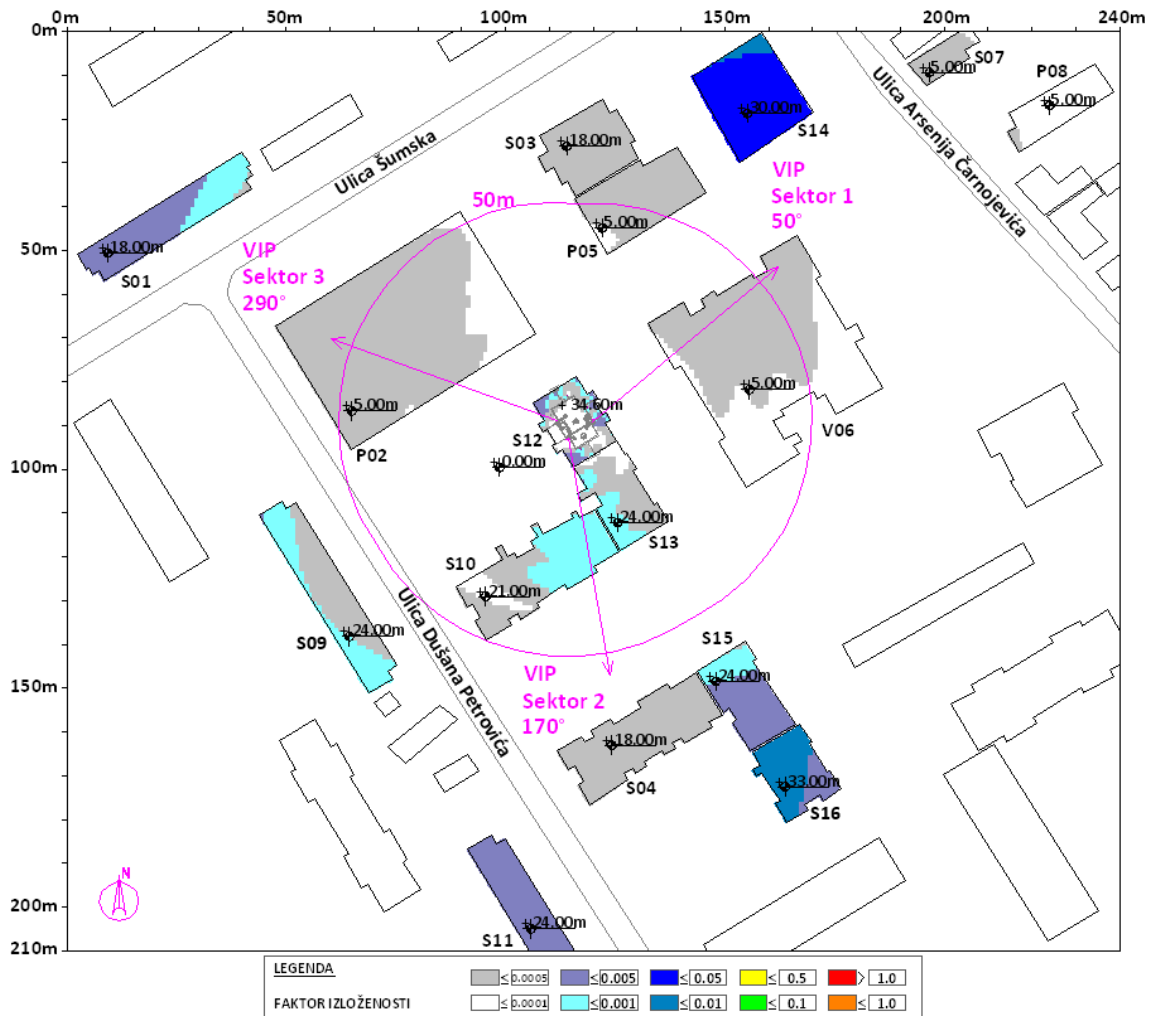 0m 50m 100m 150m 200m 240m
0m
50m
100m
150m
200m
210m
Ulica Šumska
Ulica Arsenija Čarnojevića
Ulica Dušana Petrovića
S07
5.00m
P08
5.00m
30.00m
S14
S03
18.00m
VIP
Sektor 1
50°
50m
5.00m
P05
18.00m
S01
VIP
Sektor 3
290°
5.00m
P02
5.00m
V06
34.60m
S12
0.00m
24.00m
S13
S10
21.00m
24.00m
S09
VIP
Sektor 2
170°
S15
24.00m
18.00m
S04
33.00m
S16
24.00m
S11
N
LEGENDA
≤ 0.0005 ≤ 0.005 ≤ 0.05 ≤ 0.5 > 1.0
FAKTOR IZLOŽENOSTI
≤ 0.0001 ≤ 0.001 ≤ 0.01 ≤ 0.1 ≤ 1.0